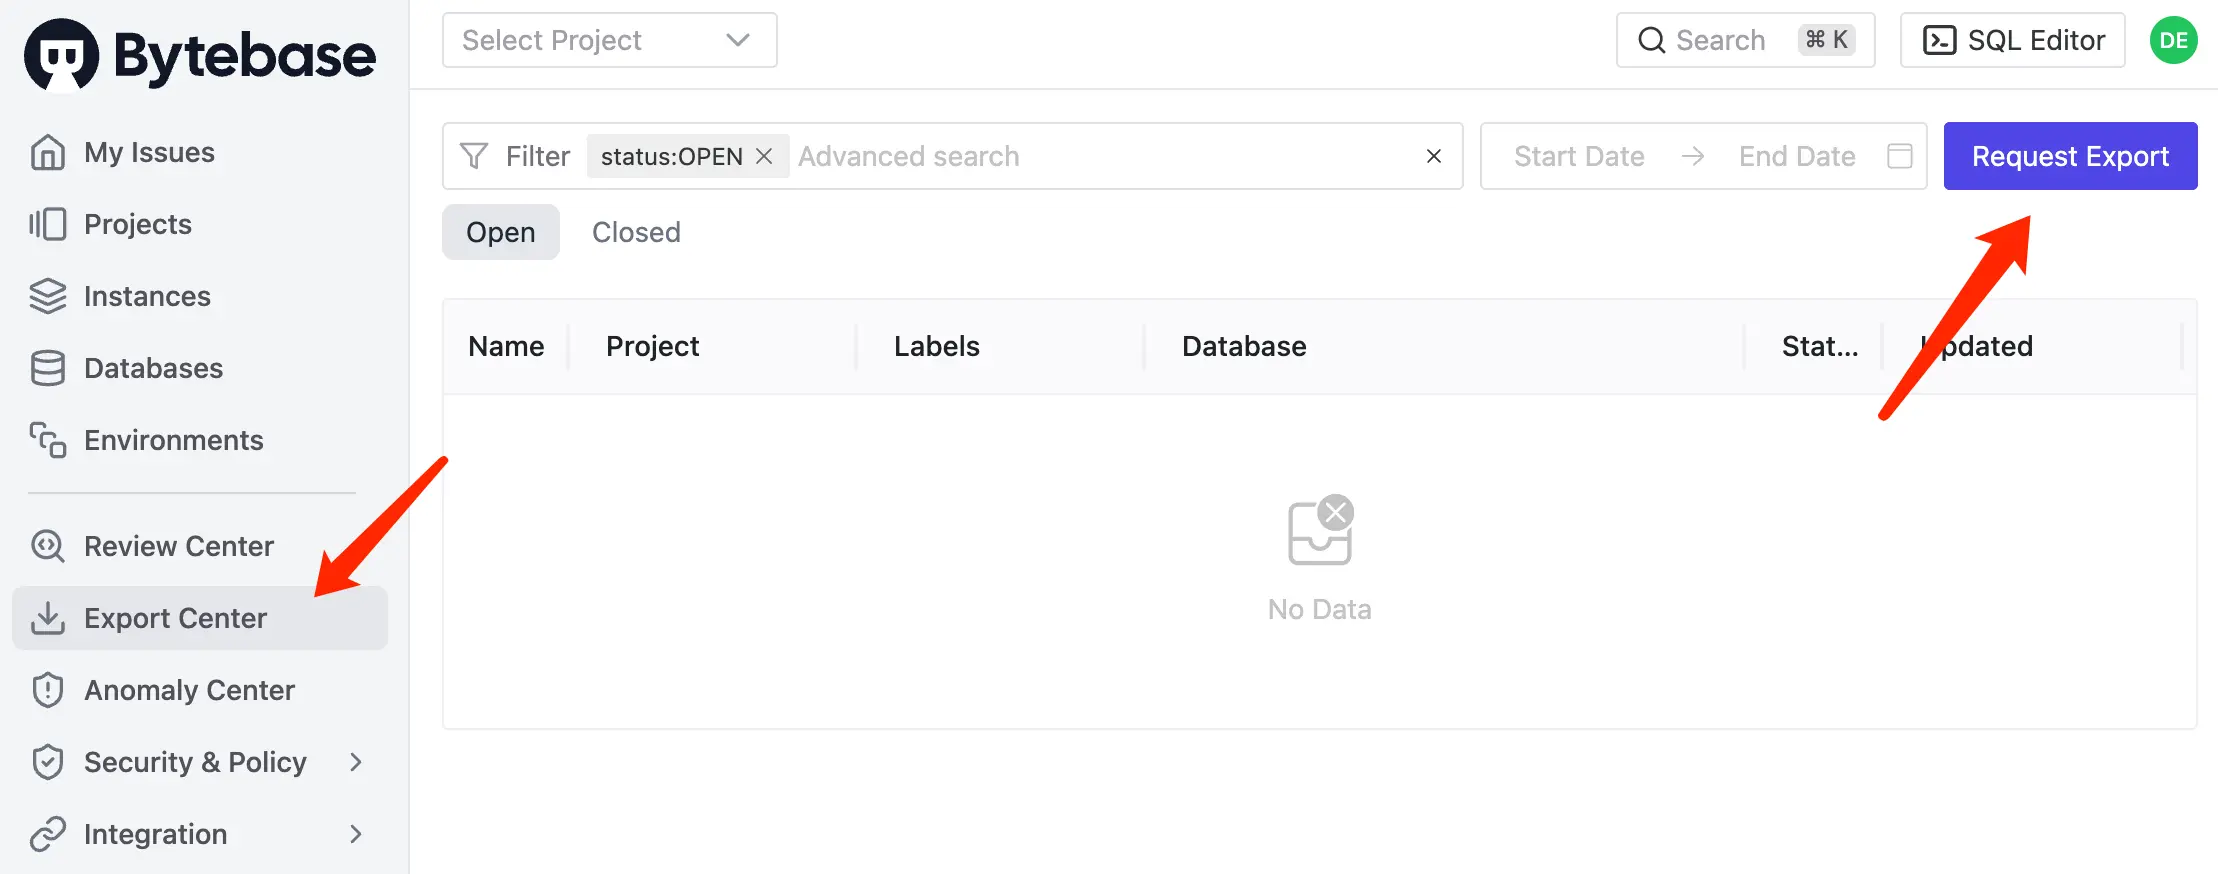 Bytebase
Select Project
Search ⌘ K
SQL Editor
DE
My Issues
Projects
Instances
Databases
Environments
Review Center
Export Center
Anomaly Center
Security & Policy
Integration
Filter status:OPEN Advanced search
Start Date → End Date
Request Export
Open Closed
Name Project Labels Database Stat... Updated
No Data